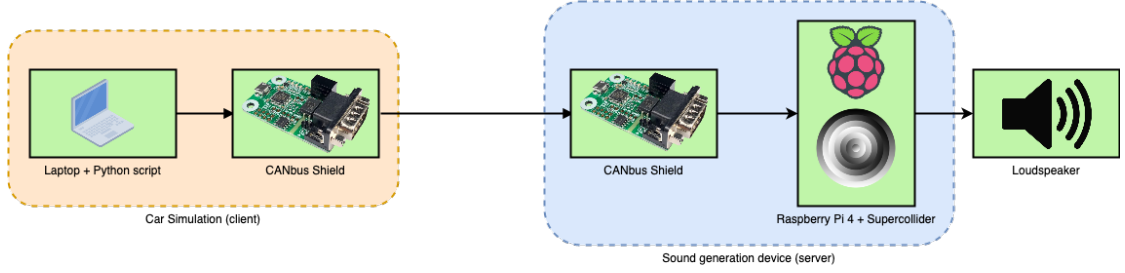 Laptop + Python script
CANbus Shield
Car Simulation (client)
CANbus Shield
Raspberry Pi 4 + Supercollider
Sound generation device (server)
Loudspeaker